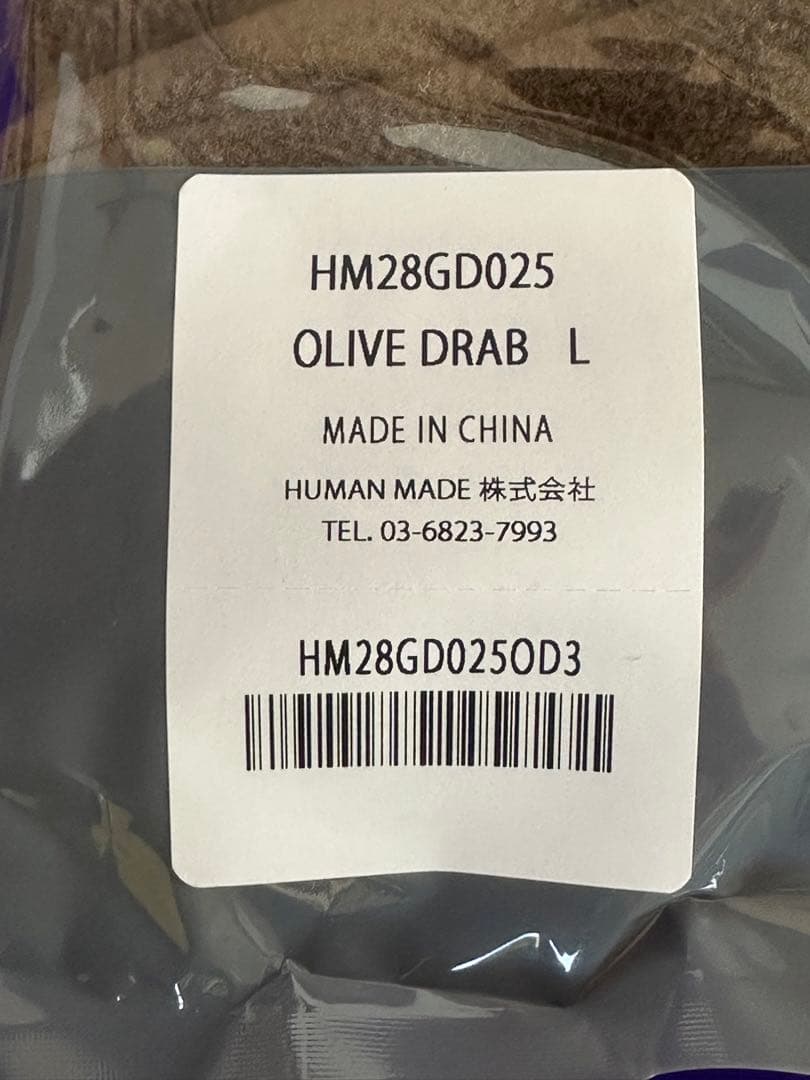 HM28GD025
OLIVE DRAB L
MADE IN CHINA
HUMAN MADE 株式会社
TEL. 03-6823-7993
HM28GD025OD3